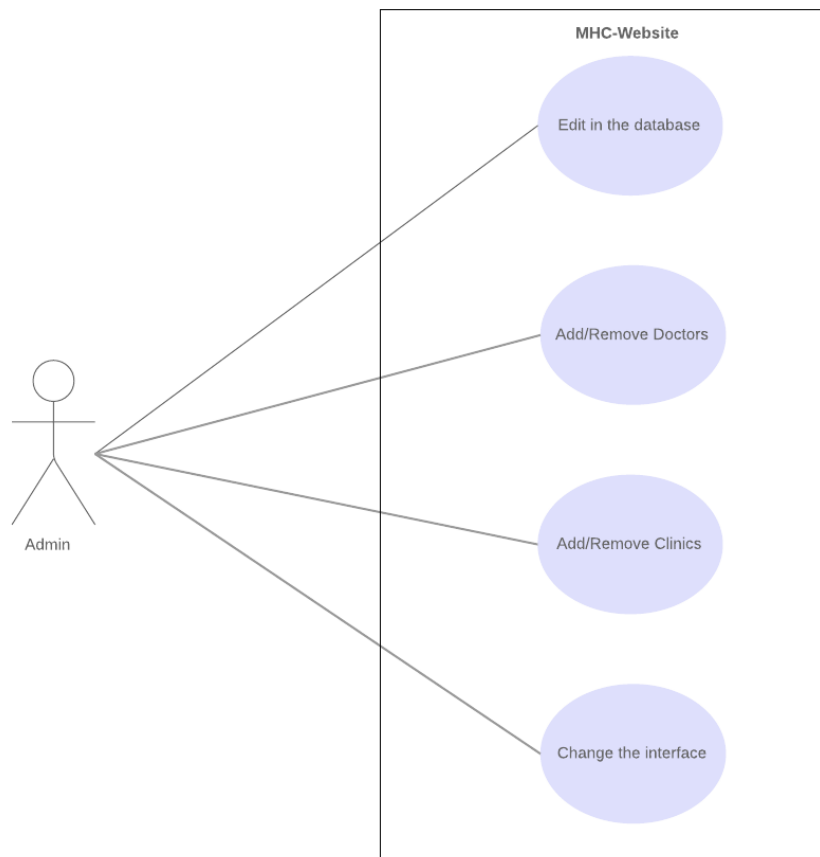 MHC-Website
Edit in the database
Add/Remove Doctors
Add/Remove Clinics
Admin
Change the interface